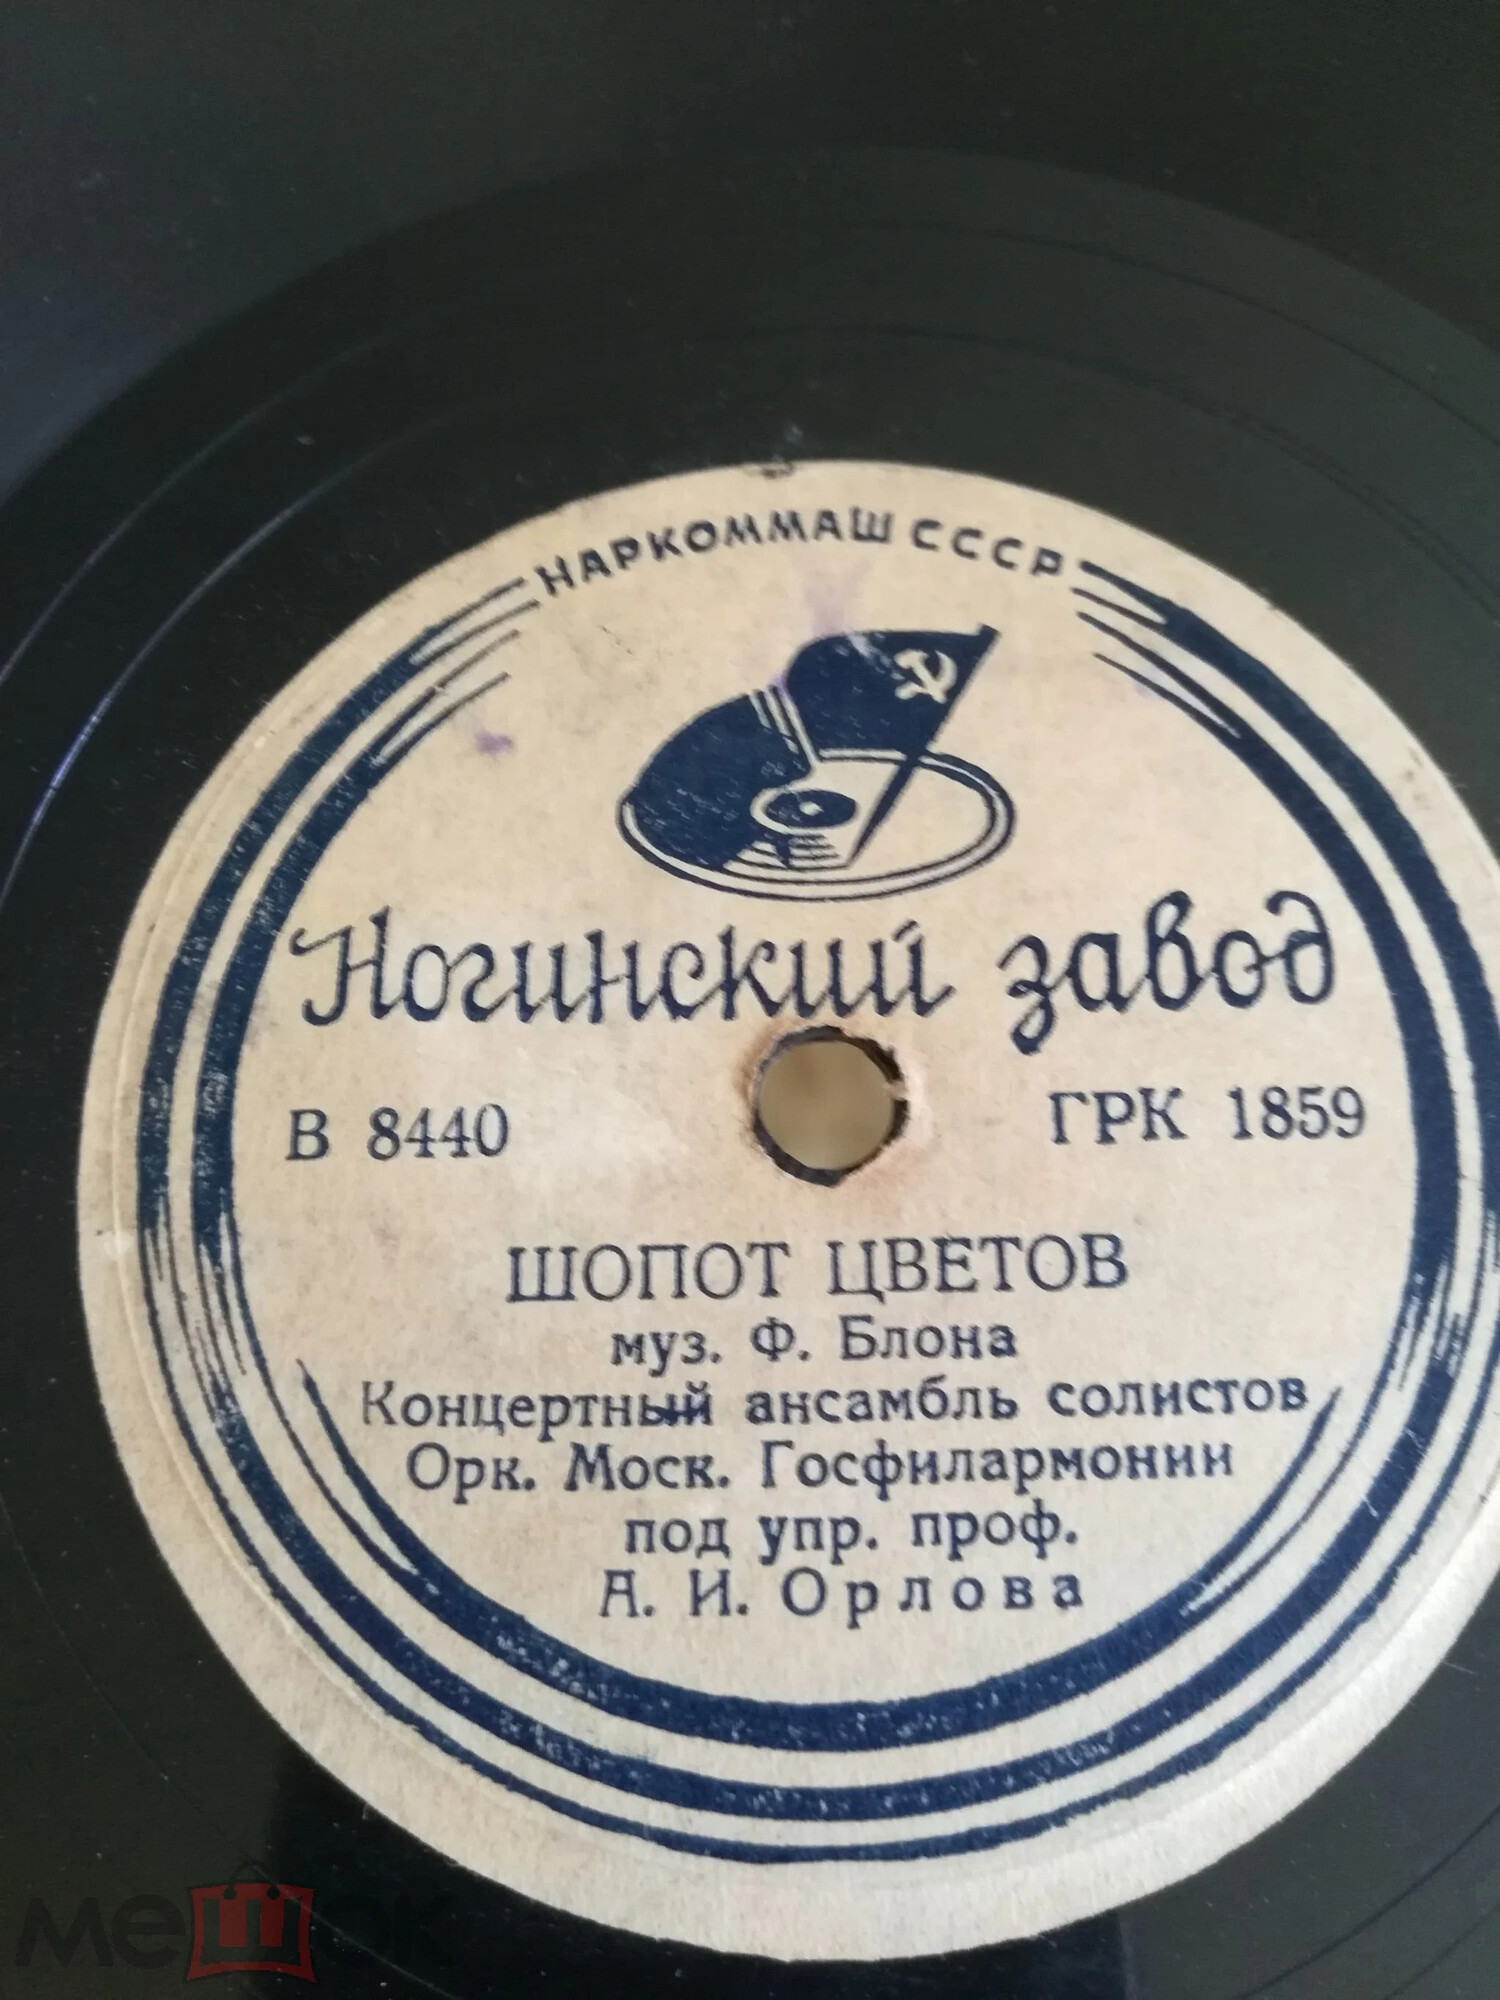 НАРКОММАШ СССР
Ногинский завод
В 8440 ГРК 1859
ШОПОТ ЦВЕТОВ
муз. Ф. Блона
Концертный ансамбль солистов
Орк. Моск. Госфилармонии
под упр. проф.
А. И. Орлова
мешок